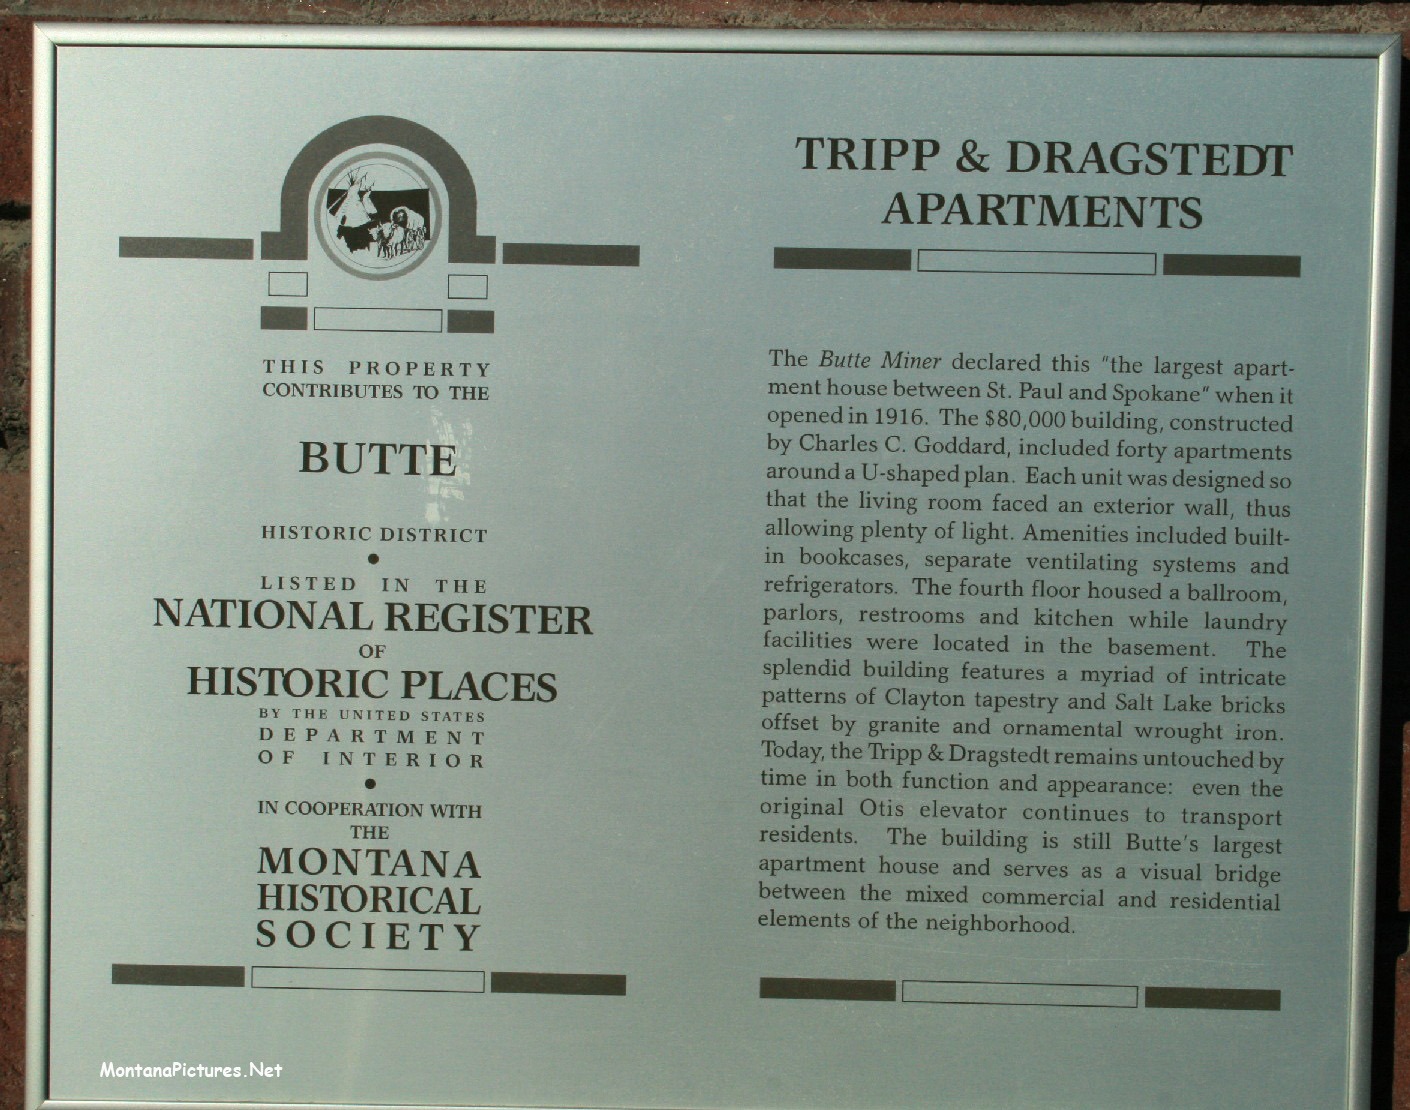 THIS PROPERTY
CONTRIBUTES TO THE
BUTTE
HISTORIC DISTRICT
•
LISTED IN THE
NATIONAL REGISTER
OF
HISTORIC PLACES
BY THE UNITED STATES
DEPARTMENT
OF INTERIOR
•
IN COOPERATION WITH
THE
MONTANA
HISTORICAL
SOCIETY
TRIPP & DRAGSTEDT
APARTMENTS
The Butte Miner declared this "the largest apart-
ment house between St. Paul and Spokane" when it
opened in 1916. The $80,000 building, constructed
by Charles C. Goddard, included forty apartments
around a U-shaped plan. Each unit was designed so
that the living room faced an exterior wall, thus
allowing plenty of light. Amenities included built-
in bookcases, separate ventilating systems and
refrigerators. The fourth floor housed a ballroom,
parlors, restrooms and kitchen while laundry
facilities were located in the basement. The
splendid building features a myriad of intricate
patterns of Clayton tapestry and Salt Lake bricks
offset by granite and ornamental wrought iron.
Today, the Tripp & Dragstedt remains untouched by
time in both function and appearance: even the
original Otis elevator continues to transport
residents. The building is still Butte's largest
apartment house and serves as a visual bridge
between the mixed commercial and residential
elements of the neighborhood.
MontanaPictures.Net